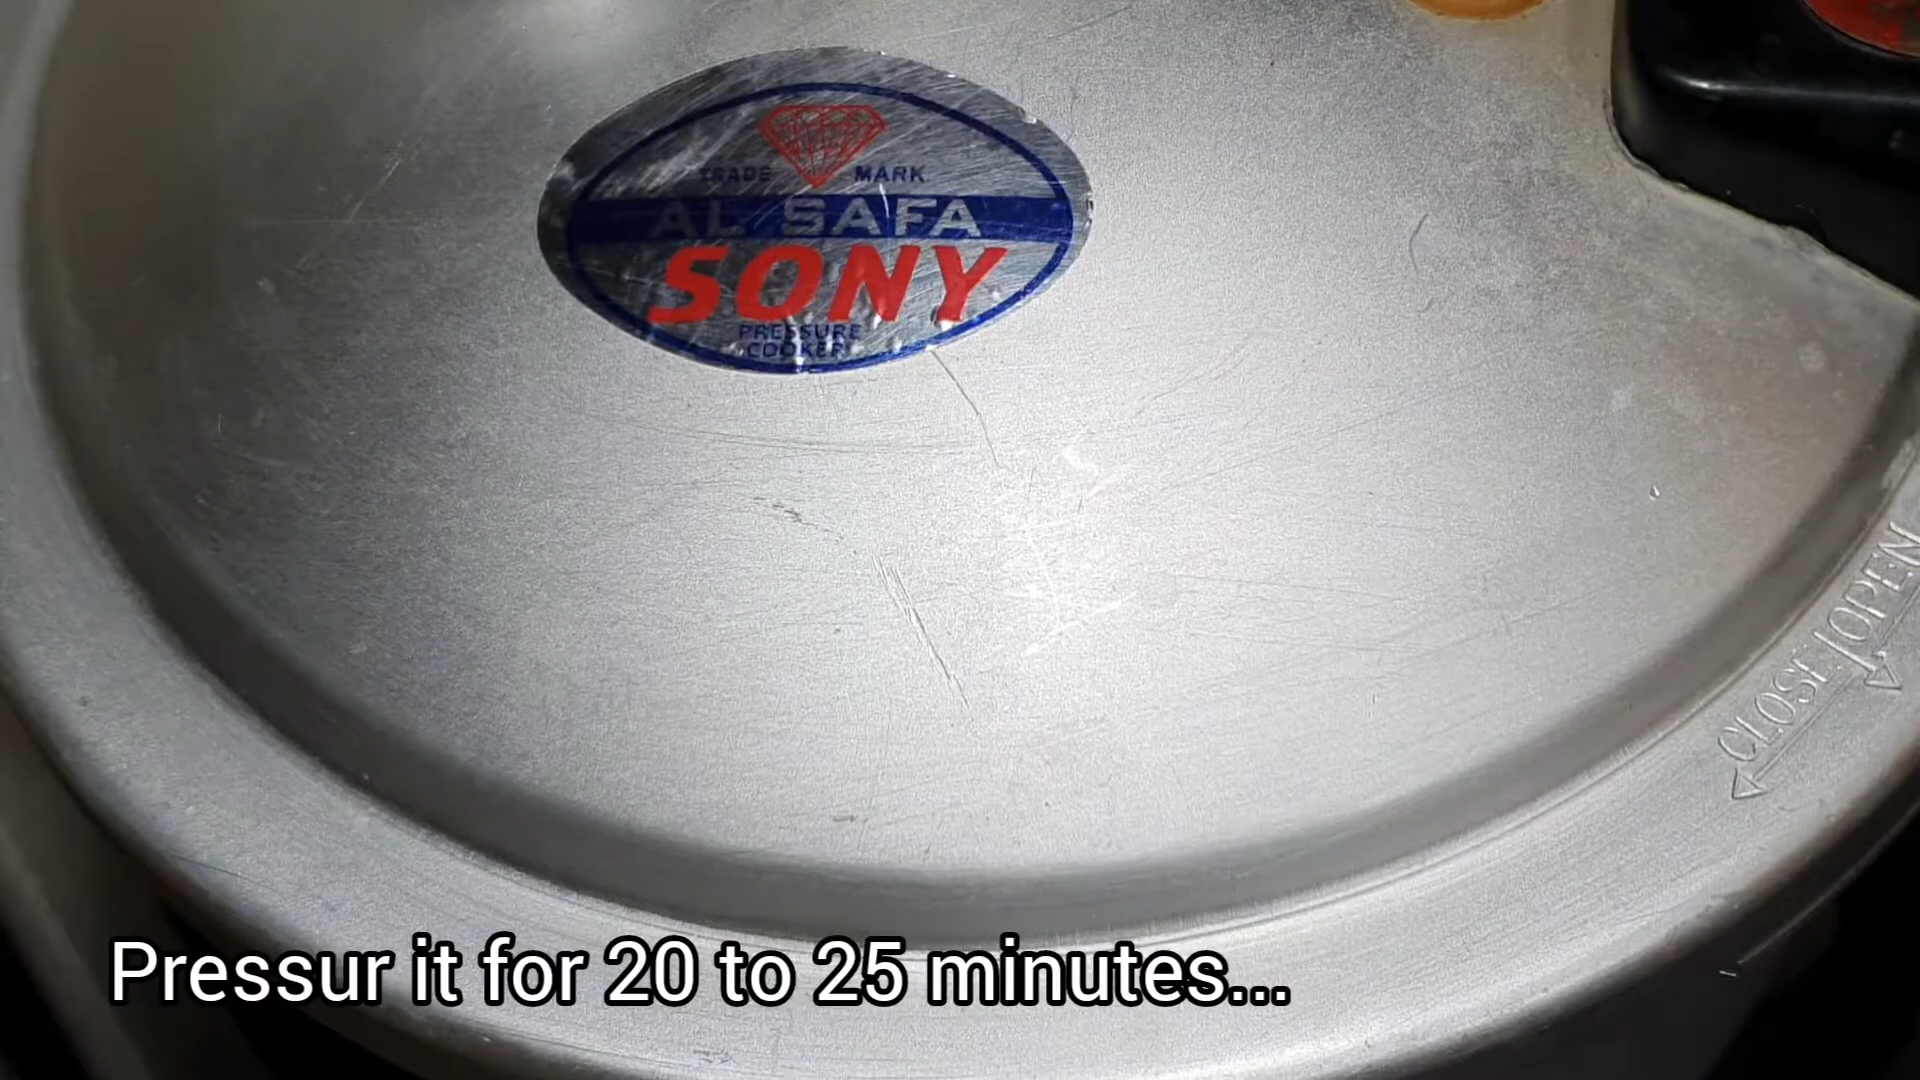 TRADE MARK
AL SAFA
SONY
PRESSURE
COOKER
OPEN
CLOSE
Pressur it for 20 to 25 minutes...